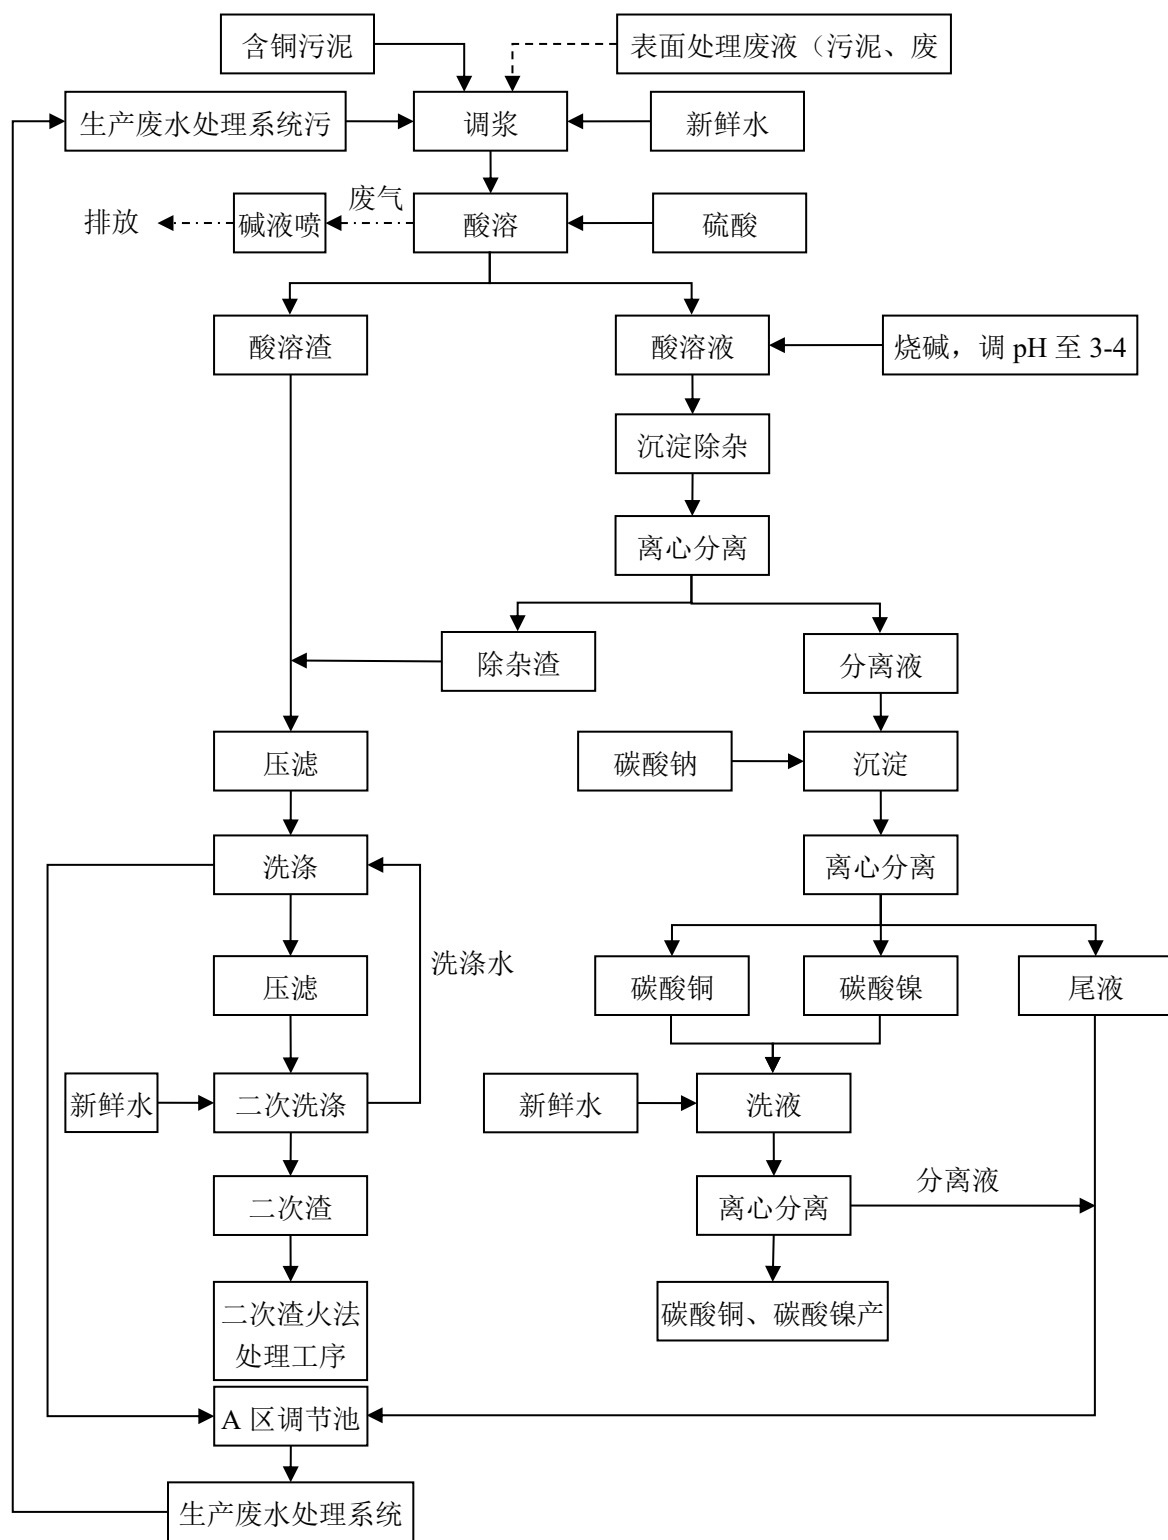 含铜污泥
表面处理废液（污泥、废
生产废水处理系统污
调浆
新鲜水
废气
排放
碱液喷
酸溶
硫酸
酸溶渣
酸溶液
烧碱，调 pH 至 3-4
沉淀除杂
离心分离
除杂渣
分离液
压滤
碳酸钠
沉淀
洗涤
离心分离
洗涤水
压滤
碳酸铜
碳酸镍
尾液
新鲜水
二次洗涤
新鲜水
洗液
二次渣
离心分离
分离液
二次渣火法
处理工序
碳酸铜、碳酸镍产
A 区调节池
生产废水处理系统